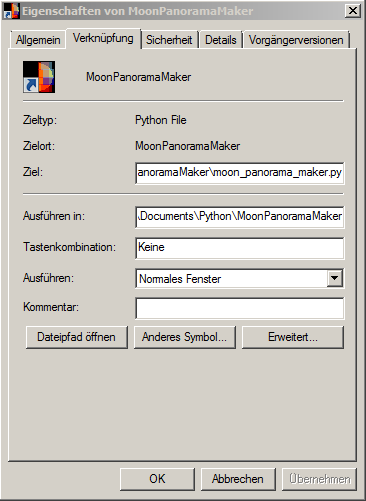 Eigenschaften von MoonPanoramaMaker
Allgemein Verknüpfung Sicherheit Details Vorgängerversionen
MoonPanoramaMaker
Zieltyp: Python File
Zielort: MoonPanoramaMaker
Ziel: anoramaMaker\moon_panorama_maker.py
Ausführen in: \Documents\Python\MoonPanoramaMaker
Tastenkombination: Keine
Ausführen: Normales Fenster
Kommentar:
Dateipfad öffnen Anderes Symbol... Erweitert...
OK Abbrechen Übernehmen